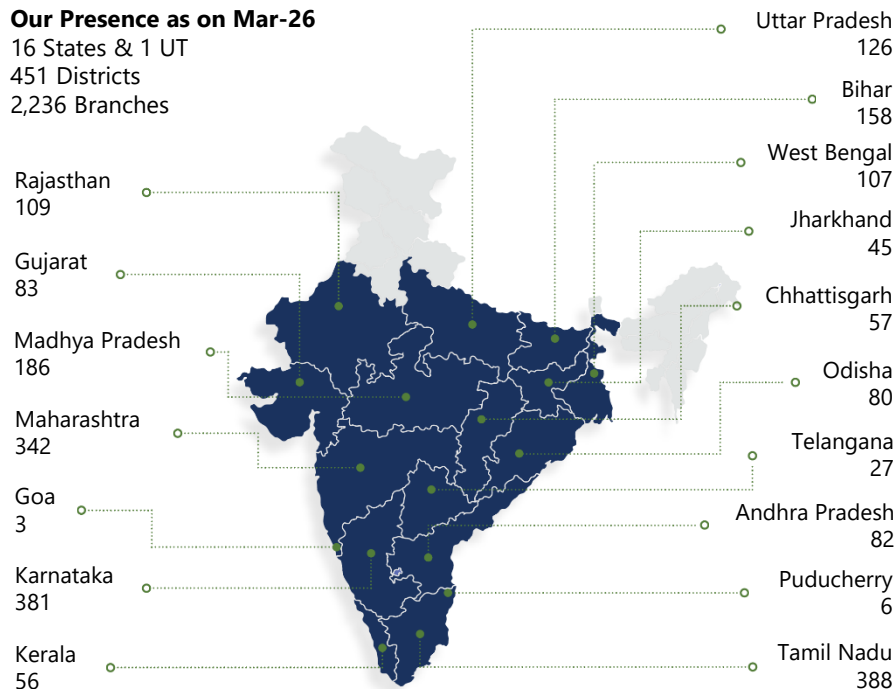 Our Presence as on Mar-26
16 States & 1 UT
451 Districts
2,236 Branches
Rajasthan
109
Gujarat
83
Madhya Pradesh
186
Maharashtra
342
Goa
3
Karnataka
381
Kerala
56
Uttar Pradesh
126
Bihar
158
West Bengal
107
Jharkhand
45
Chhattisgarh
57
Odisha
80
Telangana
27
Andhra Pradesh
82
Puducherry
6
Tamil Nadu
388